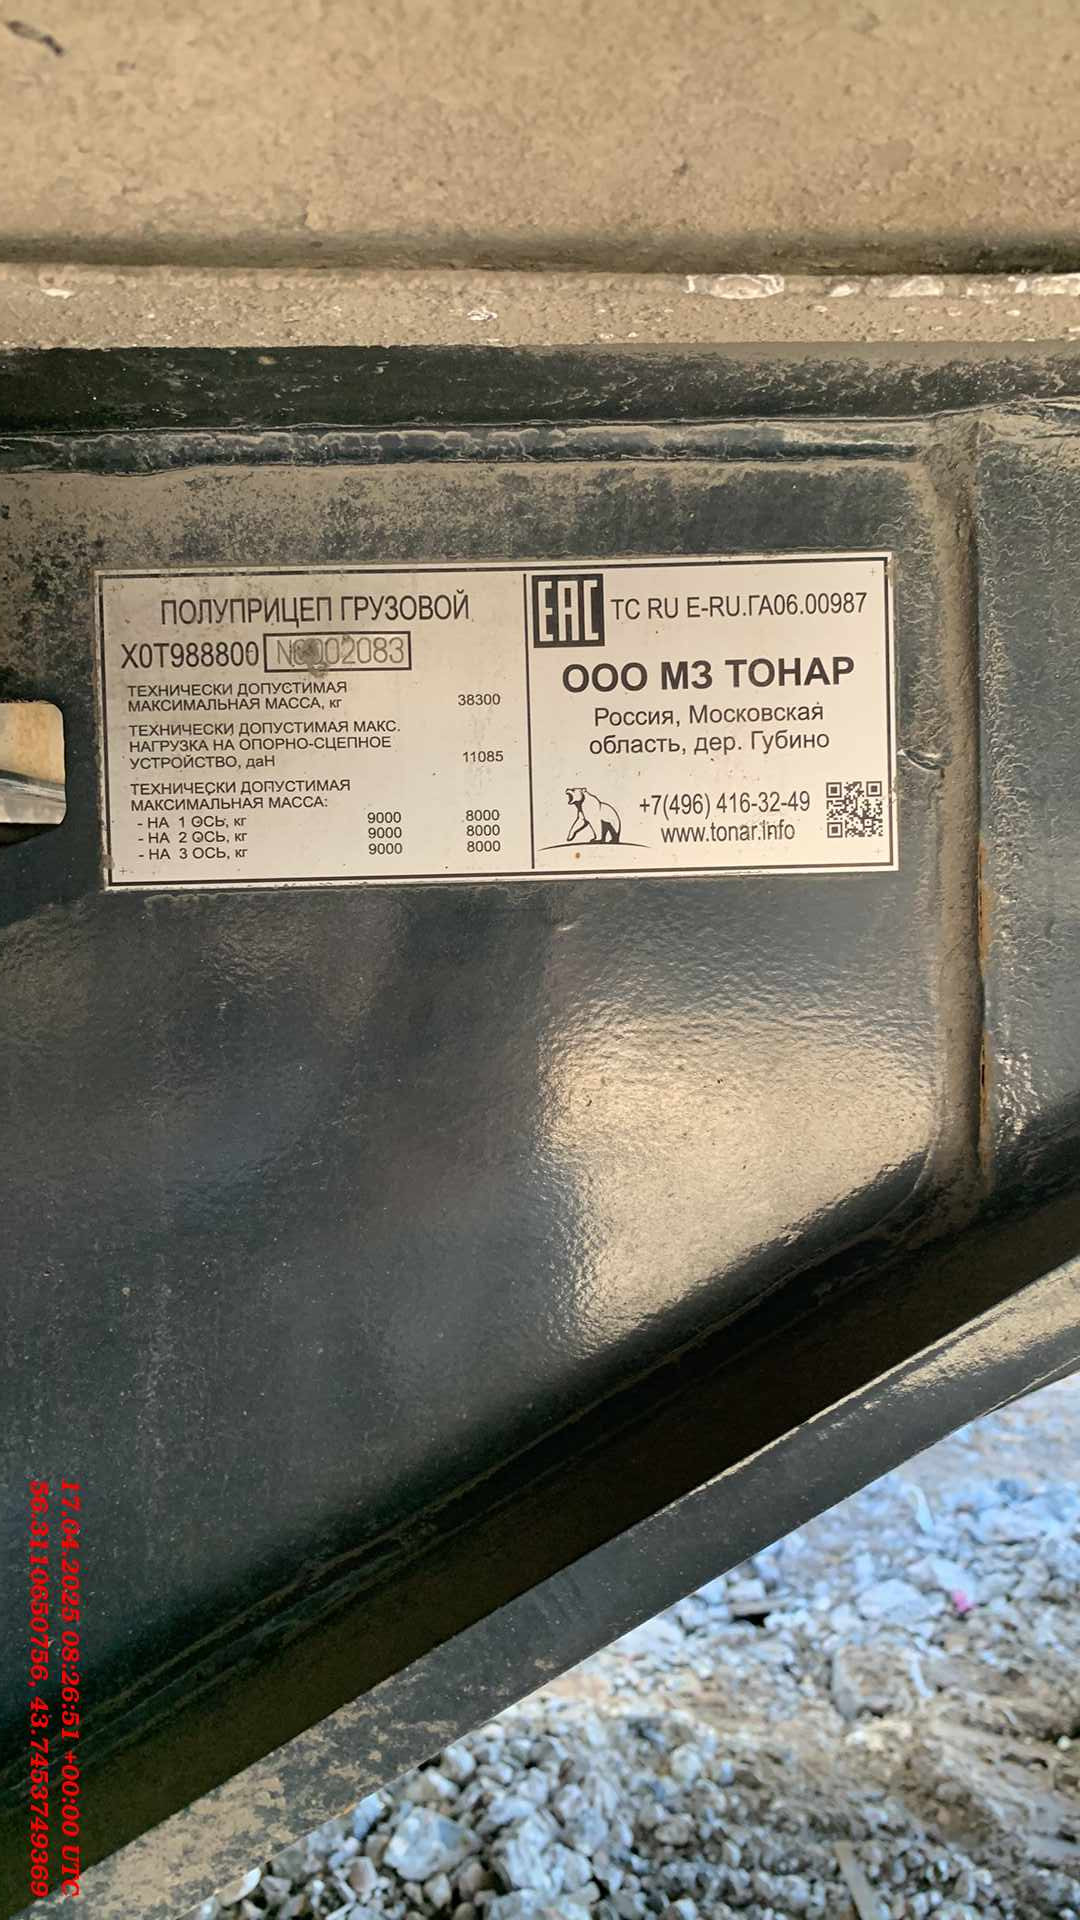 ПОЛУПРИЦЕП ГРУЗОВОЙ
X0T988800 N0002083
ТЕХНИЧЕСКИ ДОПУСТИМАЯ
МАКСИМАЛЬНАЯ МАССА, кг 38300
ТЕХНИЧЕСКИ ДОПУСТИМАЯ МАКС.
НАГРУЗКА НА ОПОРНО-СЦЕПНОЕ
УСТРОЙСТВО, даН 11085
ТЕХНИЧЕСКИ ДОПУСТИМАЯ
МАКСИМАЛЬНАЯ МАССА:
- НА 1 ОСЬ, кг 9000 8000
- НА 2 ОСЬ, кг 9000 8000
- НА 3 ОСЬ, кг 9000 8000
EAC TC RU E-RU.ГА06.00987
ООО МЗ ТОНАР
Россия, Московская
область, дер. Губино
+7(496) 416-32-49
www.tonar.info
17.04.2025 08:26:51 +00:00 UTC
56.3110650756, 43.7453749369